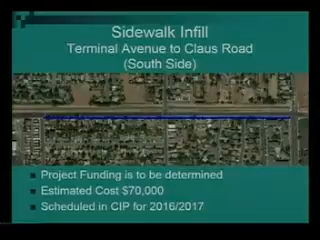 Sidewalk Infill
Terminal Avenue to Claus Road
(South Side)
Project Funding is to be determined
Estimated Cost $70,000
Scheduled in CIP for 2016/2017